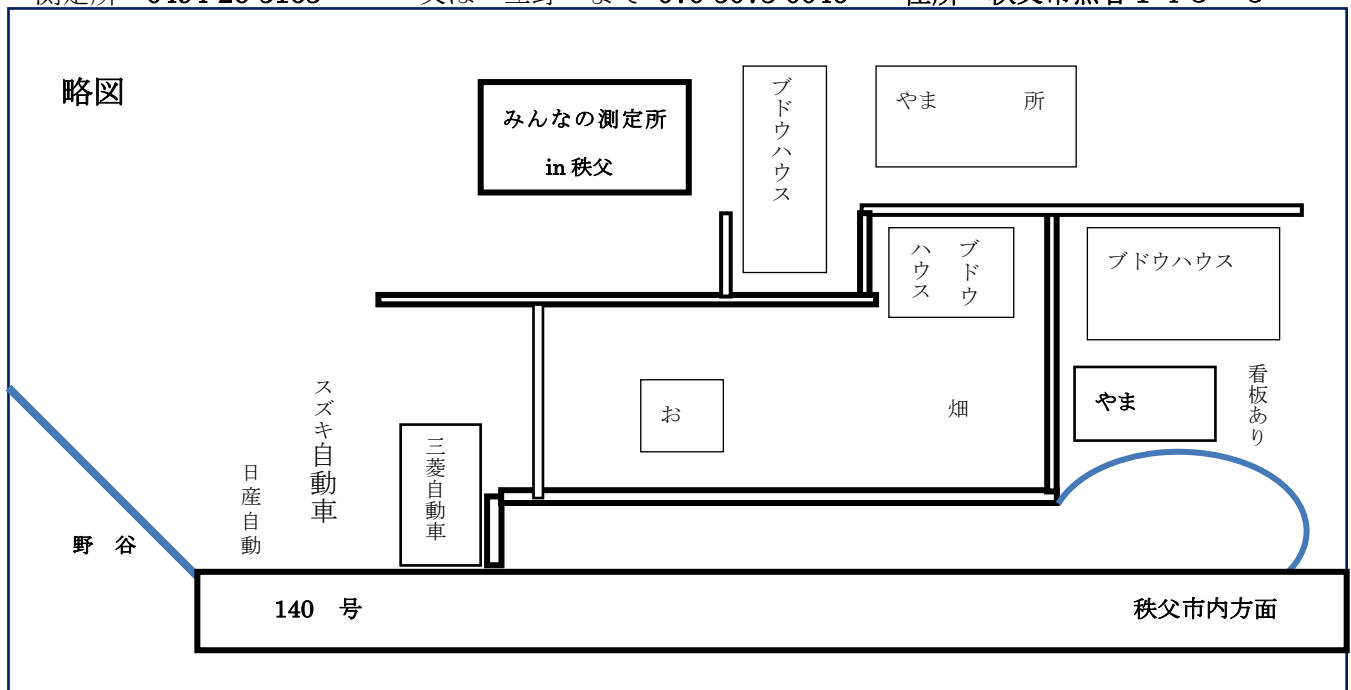 略図
みんなの測定所
in 秩父
ブドウハウス
やま 所
ブドウ
ハウス
ブドウハウス
やま
看板あり
お
畑
スズキ自動車
三菱自動車
日産自動
野 谷
140 号
秩父市内方面